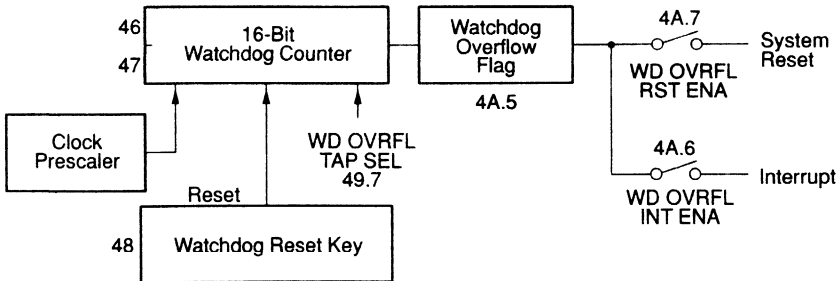 46
47
16-Bit
Watchdog Counter
Watchdog
Overflow
Flag
4A.5
4A.7
WD OVRFL
RST ENA
System
Reset
4A.6
WD OVRFL
INT ENA
Interrupt
Clock
Prescaler
WD OVRFL
TAP SEL
49.7
Reset
48
Watchdog Reset Key